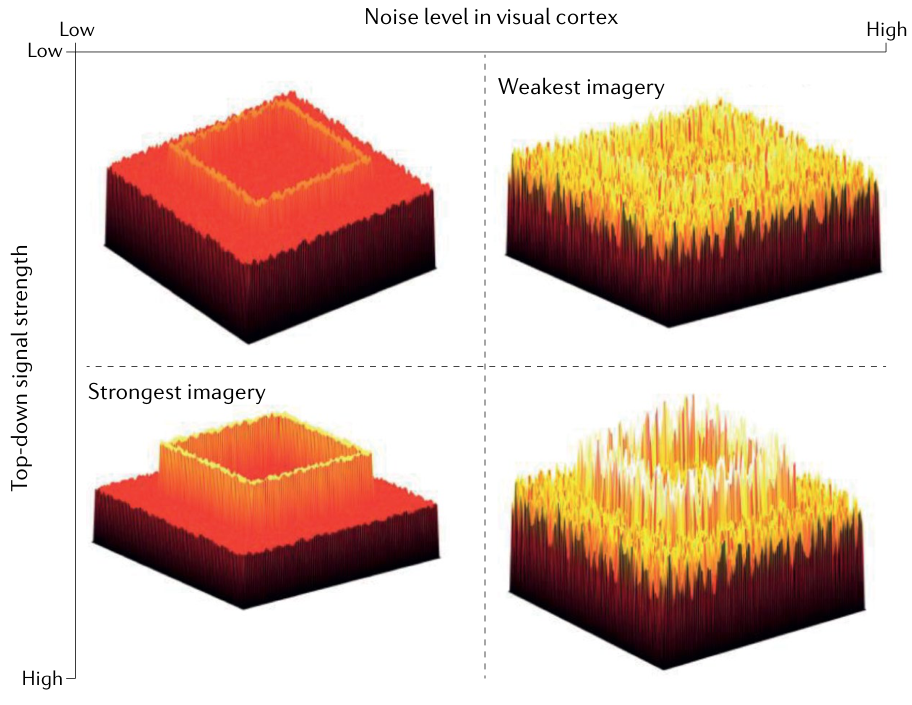 Noise level in visual cortex
Low
High
Low
Weakest imagery
Top-down signal strength
Strongest imagery
High